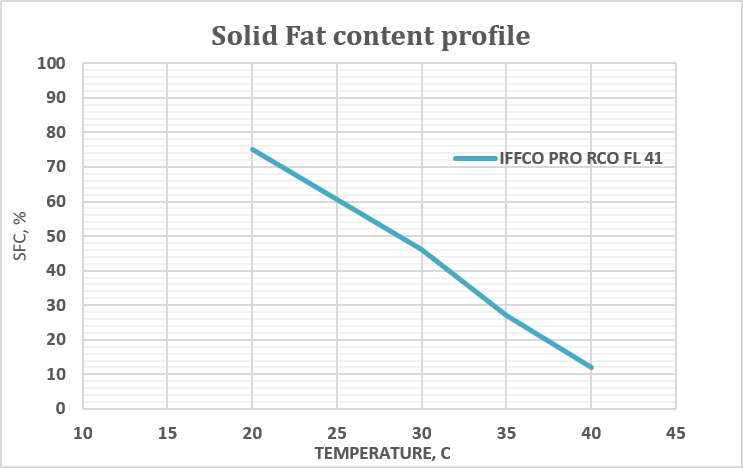 Solid Fat content profile
100
90
80
70
60
50
40
30
20
10
0
SFC, %
IFFCO PRO RCO FL 41
10 15 20 25 30 35 40 45
TEMPERATURE, C